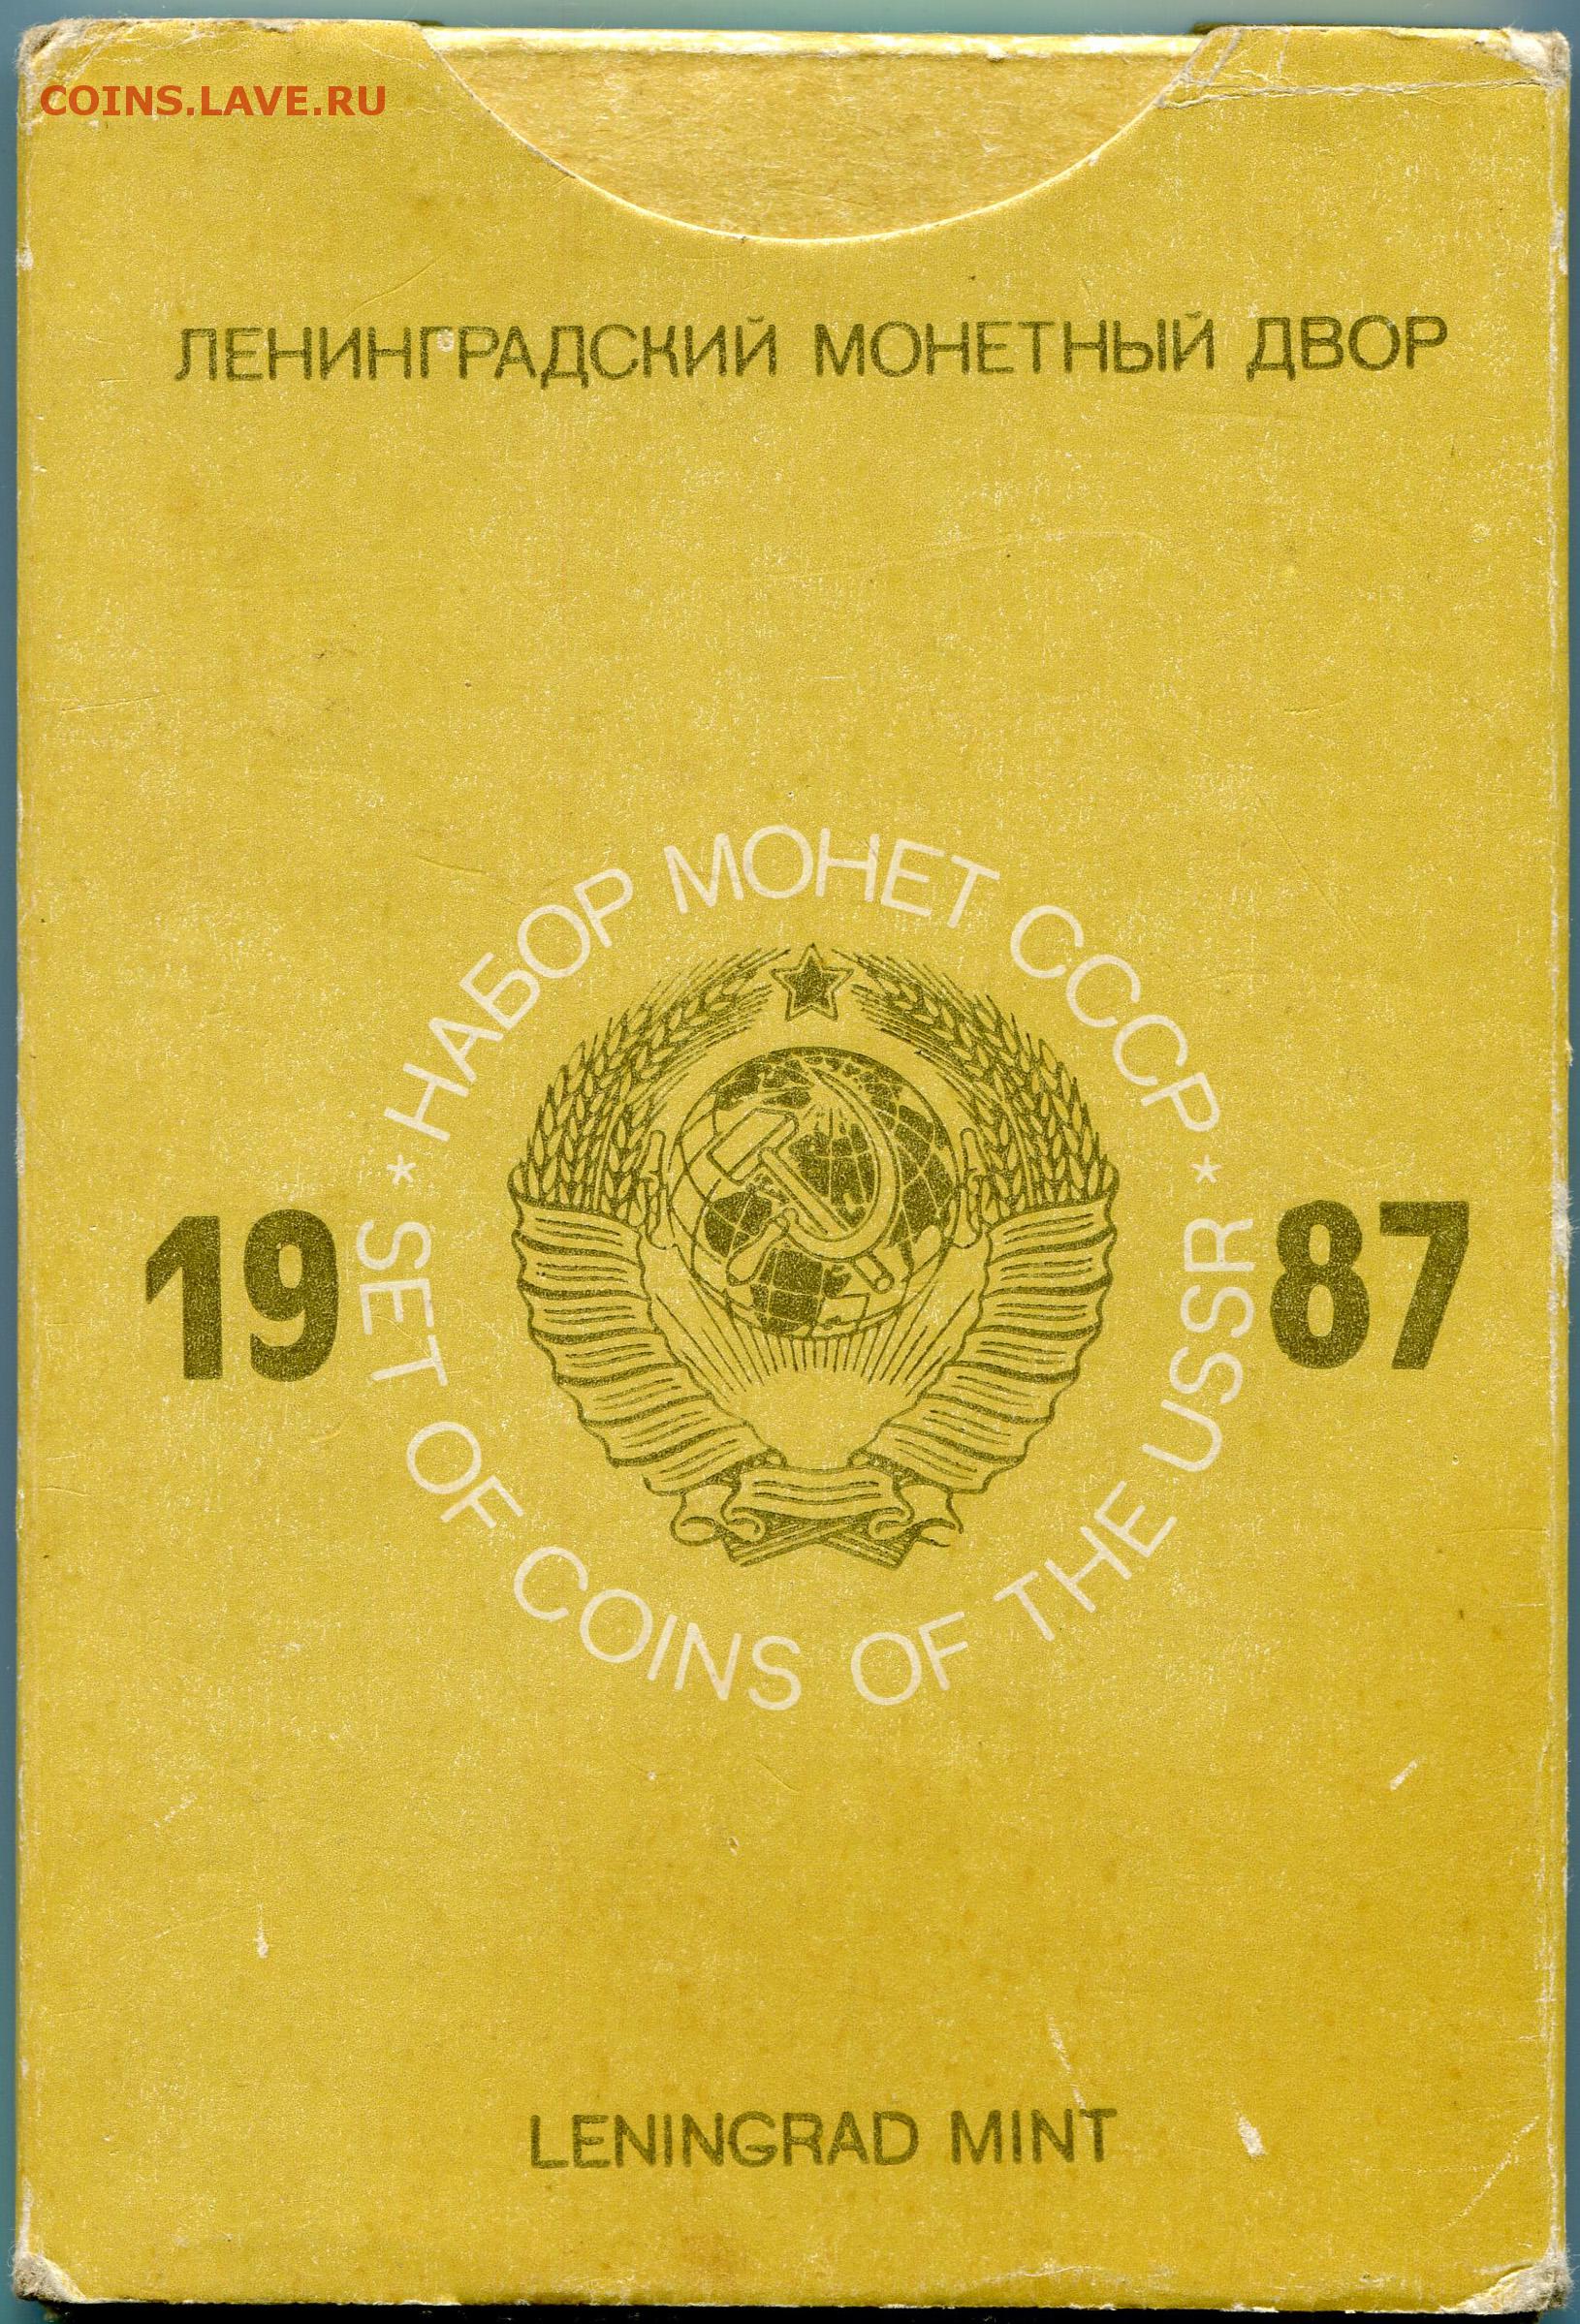 COINS.LAVE.RU
ЛЕНИНГРАДСКИЙ МОНЕТНЫЙ ДВОР
* НАБОР МОНЕТ СССР *
19
87
SET OF COINS OF THE USSR
LENINGRAD MINT